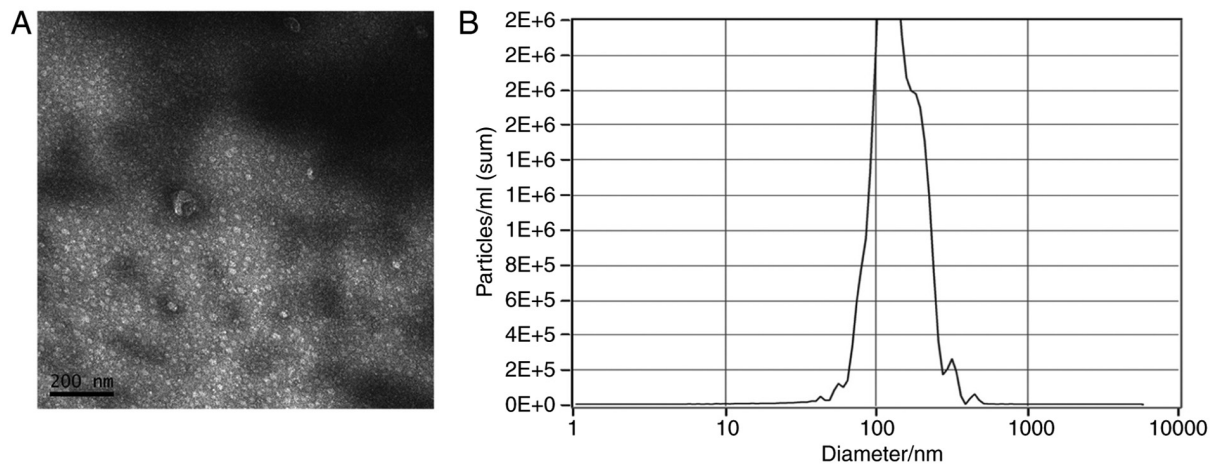 A
200 nm
B
Particles/ml (sum)
2E+6
2E+6
2E+6
2E+6
1E+6
1E+6
1E+6
8E+5
6E+5
4E+5
2E+5
0E+0
1 10 100 1000 10000
Diameter/nm